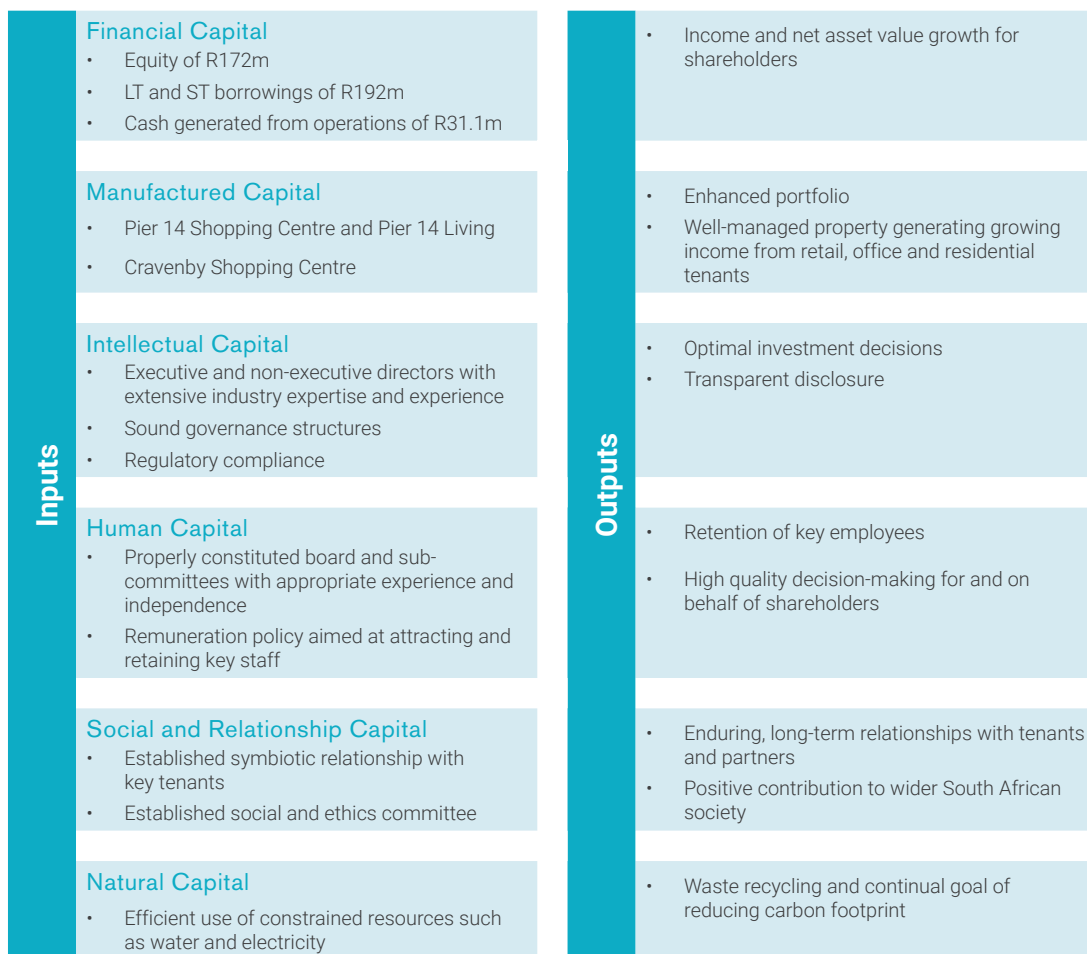 Inputs
Financial Capital
• Equity of R172m
• LT and ST borrowings of R192m
• Cash generated from operations of R31.1m
Manufactured Capital
• Pier 14 Shopping Centre and Pier 14 Living
• Cravenby Shopping Centre
Intellectual Capital
• Executive and non-executive directors with
extensive industry expertise and experience
• Sound governance structures
• Regulatory compliance
Human Capital
• Properly constituted board and sub-
committees with appropriate experience and
independence
• Remuneration policy aimed at attracting and
retaining key staff
Social and Relationship Capital
• Established symbiotic relationship with
key tenants
• Established social and ethics committee
Natural Capital
• Efficient use of constrained resources such
as water and electricity
Outputs
• Income and net asset value growth for
shareholders
• Enhanced portfolio
• Well-managed property generating growing
income from retail, office and residential
tenants
• Optimal investment decisions
• Transparent disclosure
• Retention of key employees
• High quality decision-making for and on
behalf of shareholders
• Enduring, long-term relationships with tenants
and partners
• Positive contribution to wider South African
society
• Waste recycling and continual goal of
reducing carbon footprint